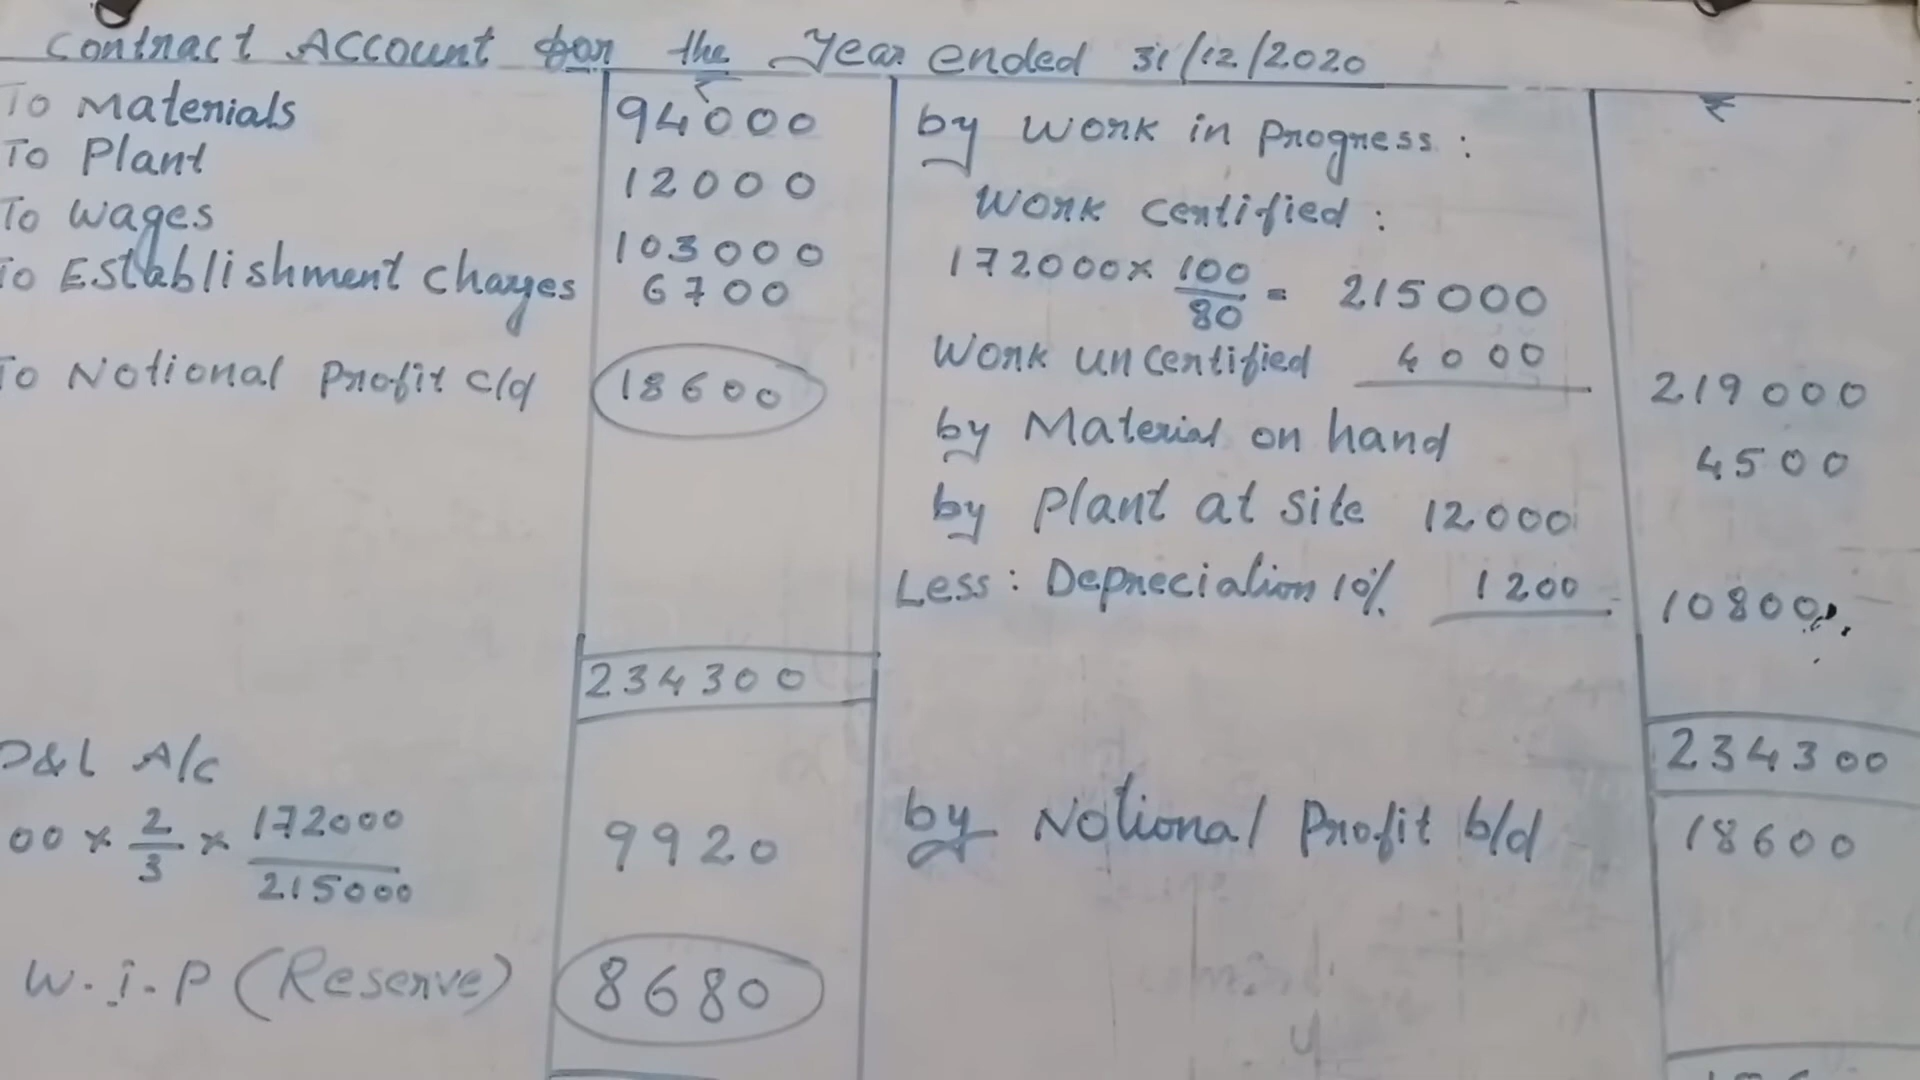 Contract Account for the Year ended 31/12/2020
₹
₹
To Materials 94000
To Plant 12000
To Wages 103000
To Establishment Charges 6700
To Notional Profit c/d 18600
234300
P&L A/c
00 × 2/3 × 172000/215000 9920
W.I.P (Reserve) 8680
by Work in Progress :
Work Certified :
172000 × 100/80 = 215000
Work uncertified 4000 219000
by Material on hand 4500
by Plant at site 12000
Less : Depreciation 10% 1200 10800
234300
by Notional Profit b/d 18600